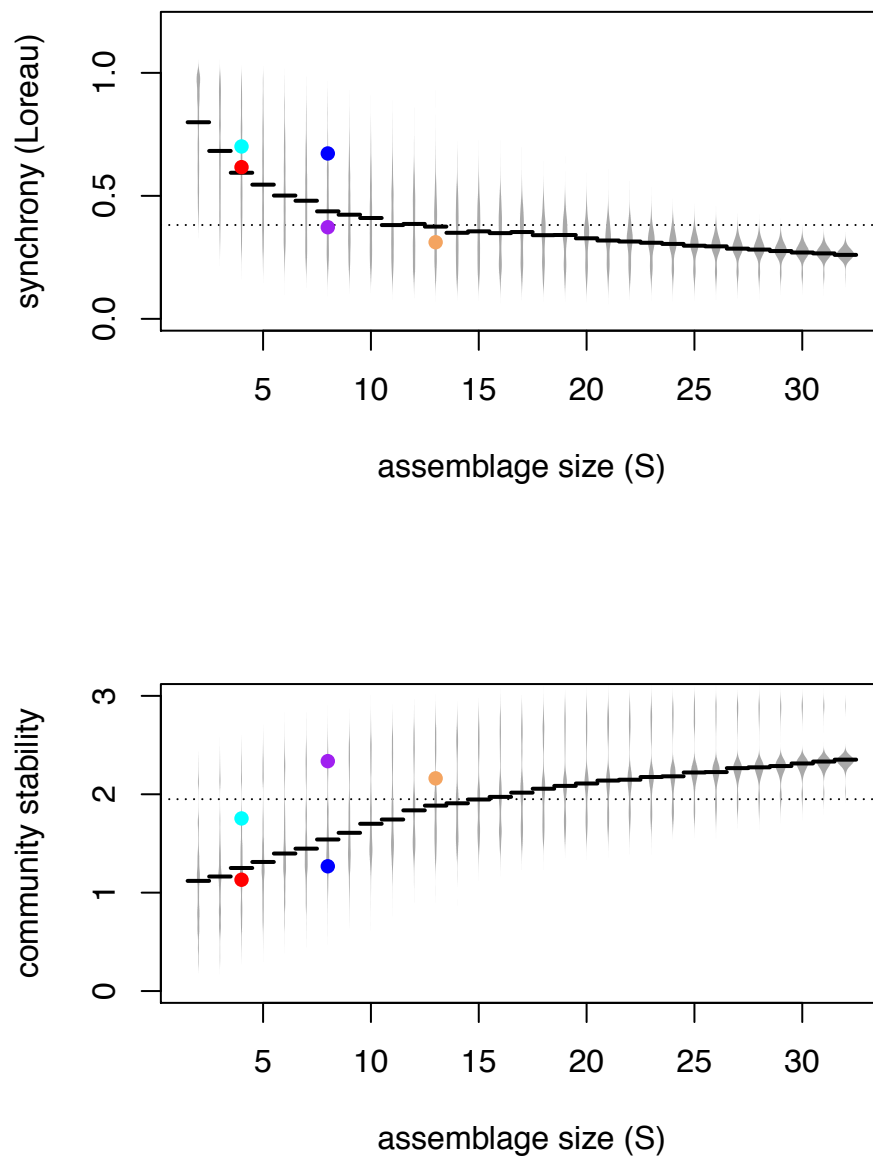 synchrony (Loreau)
1.0
0.5
0.0
5 10 15 20 25 30
assemblage size (S)
community stability
3
2
1
0
5 10 15 20 25 30
assemblage size (S)